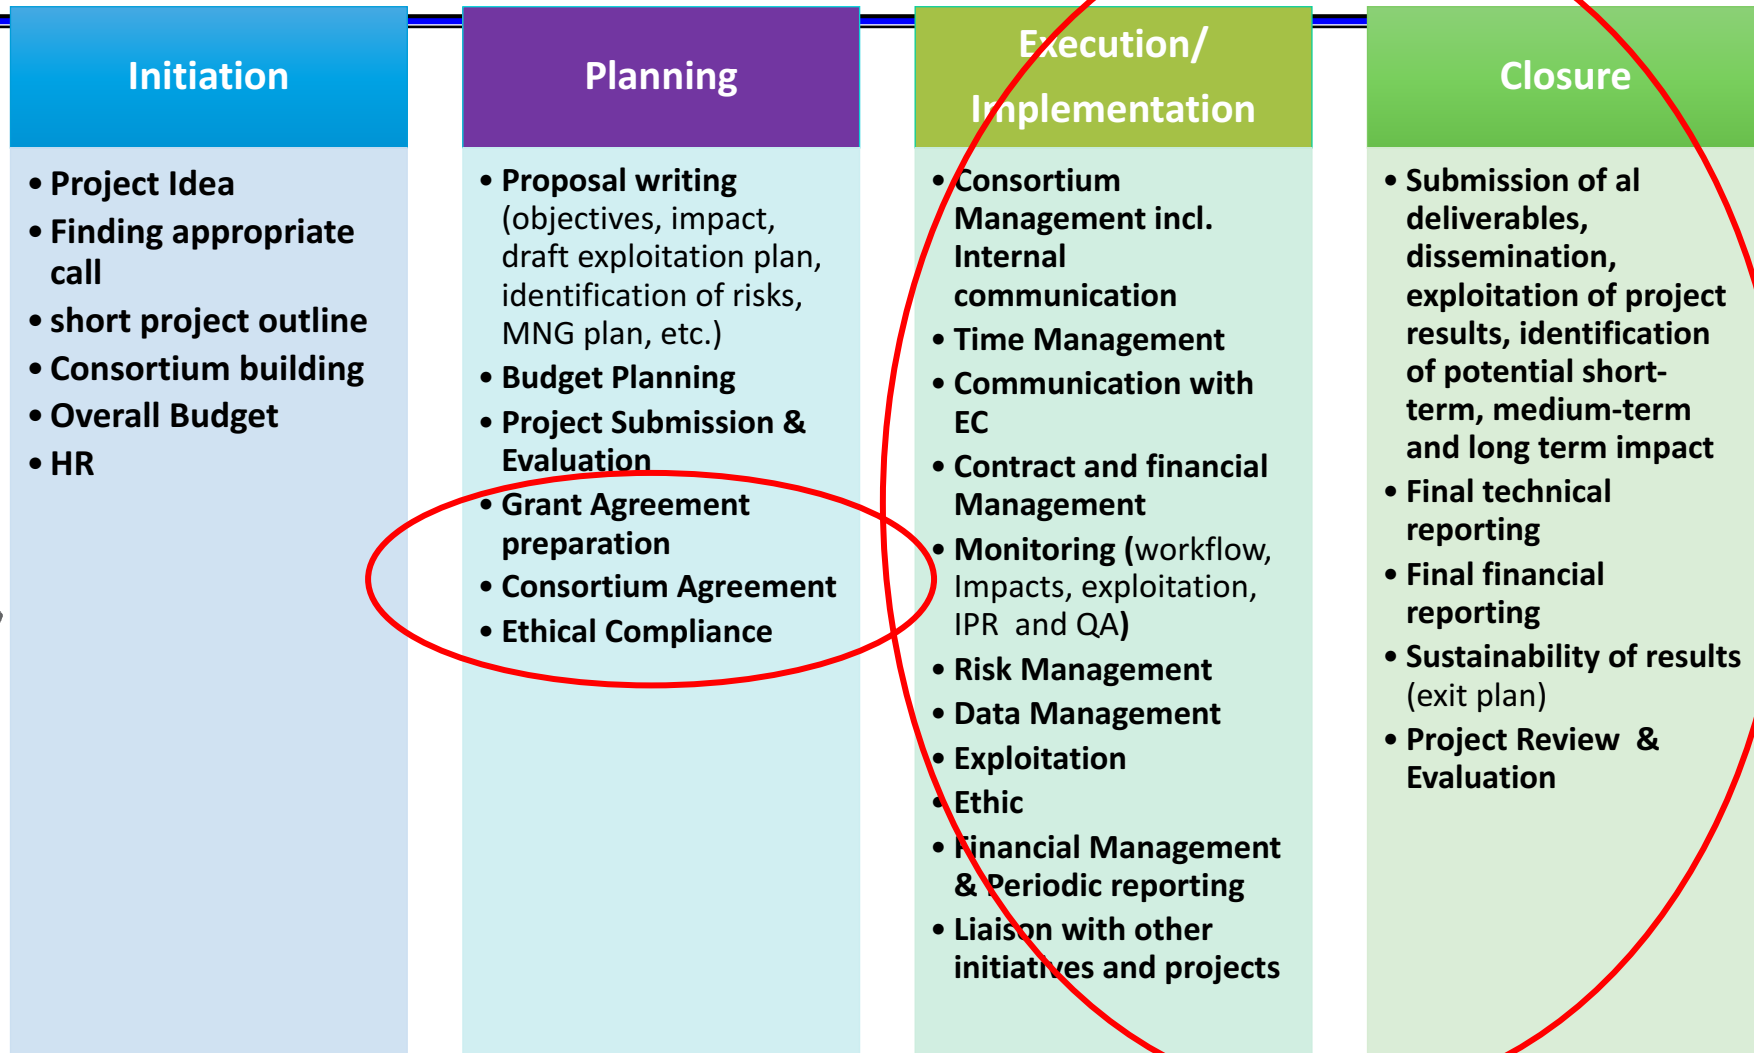 Initiation
• Project Idea
• Finding appropriate
call
• short project outline
• Consortium building
• Overall Budget
• HR
Planning
• Proposal writing
(objectives, impact,
draft exploitation plan,
identification of risks,
MNG plan, etc.)
• Budget Planning
• Project Submission &
Evaluation
• Grant Agreement
preparation
• Consortium Agreement
• Ethical Compliance
Execution/
Implementation
• Consortium
Management incl.
Internal
communication
• Time Management
• Communication with
EC
• Contract and financial
Management
• Monitoring (workflow,
Impacts, exploitation,
IPR and QA)
• Risk Management
• Data Management
• Exploitation
• Ethic
• Financial Management
& Periodic reporting
• Liaison with other
initiatives and projects
Closure
• Submission of al
deliverables,
dissemination,
exploitation of project
results, identification
of potential short-
term, medium-term
and long term impact
• Final technical
reporting
• Final financial
reporting
• Sustainability of results
(exit plan)
• Project Review &
Evaluation